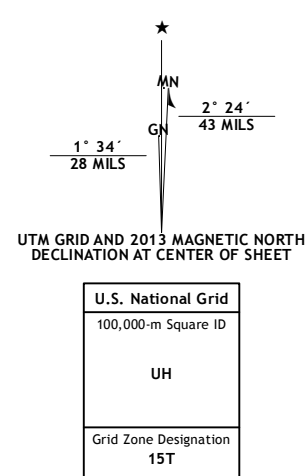 ★
MN
2° 24´
43 MILS
GN
1° 34´
28 MILS
UTM GRID AND 2013 MAGNETIC NORTH
DECLINATION AT CENTER OF SHEET
U.S. National Grid
100,000-m Square ID
UH
Grid Zone Designation
15T